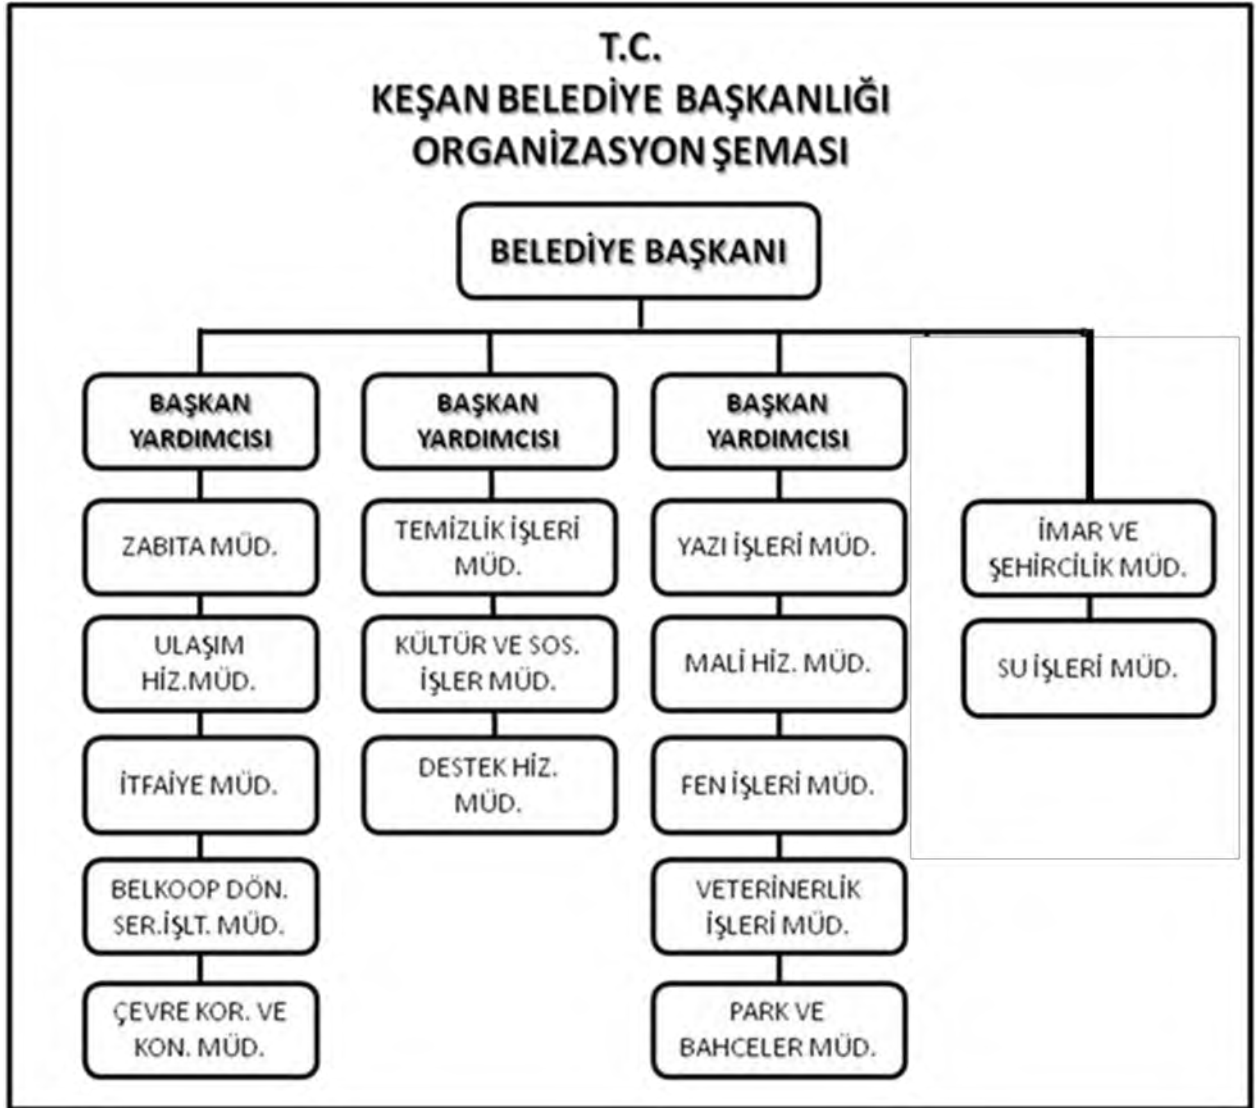 T.C.
KEŞAN BELEDİYE BAŞKANLIĞI
ORGANİZASYON ŞEMASI
BELEDİYE BAŞKANI
BAŞKAN
YARDIMCISI
ZABITA MÜD.
ULAŞIM
HİZ.MÜD.
İTFAİYE MÜD.
BELKOOP DÖN.
SER.İŞLT. MÜD.
ÇEVRE KOR. VE
KON. MÜD.
BAŞKAN
YARDIMCISI
TEMİZLİK İŞLERİ
MÜD.
KÜLTÜR VE SOS.
İŞLER MÜD.
DESTEK HİZ.
MÜD.
BAŞKAN
YARDIMCISI
YAZI İŞLERİ MÜD.
MALİ HİZ. MÜD.
FEN İŞLERİ MÜD.
VETERİNERLİK
İŞLERİ MÜD.
PARK VE
BAHCELER MÜD.
İMAR VE
ŞEHİRCİLİK MÜD.
SU İŞLERİ MÜD.